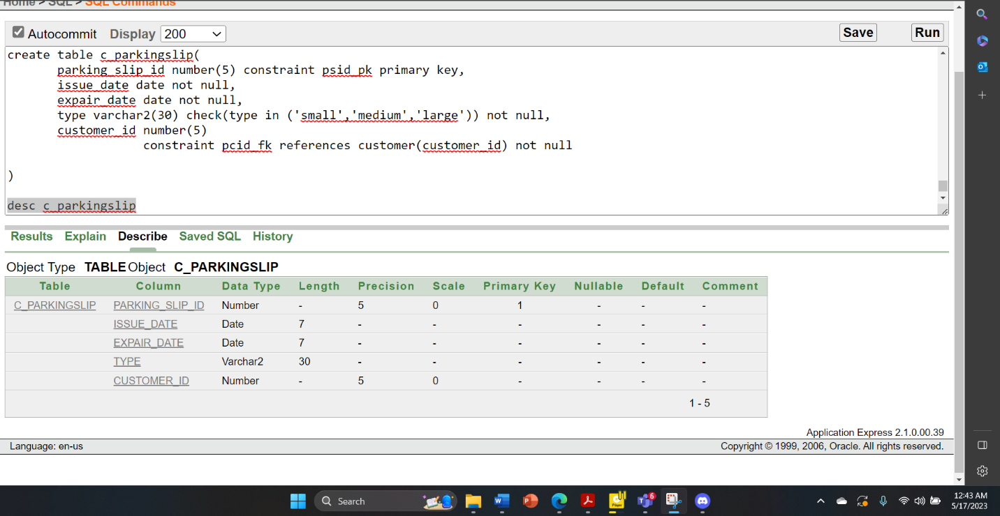 Home > SQL > SQL Commands
Autocommit Display 200 Save Run
create table c_parkingslip(
parking_slip_id number(5) constraint psid_pk primary key,
issue_date date not null,
expair_date date not null,
type varchar2(30) check(type in ('small','medium','large')) not null,
customer_id number(5)
constraint pcid_fk references customer(customer_id) not null
)
desc c_parkingslip
Results Explain Describe Saved SQL History
Object Type TABLE Object C_PARKINGSLIP
Table Column Data Type Length Precision Scale Primary Key Nullable Default Comment
C_PARKINGSLIP PARKING_SLIP_ID Number - 5 0 1 - - -
ISSUE_DATE Date 7 - - - - - -
EXPAIR_DATE Date 7 - - - - - -
TYPE Varchar2 30 - - - - - -
CUSTOMER_ID Number - 5 0 - - - -
1 - 5
Application Express 2.1.0.00.39
Language: en-us Copyright © 1999, 2006, Oracle. All rights reserved.
Search 6 12:43 AM
5/17/2023